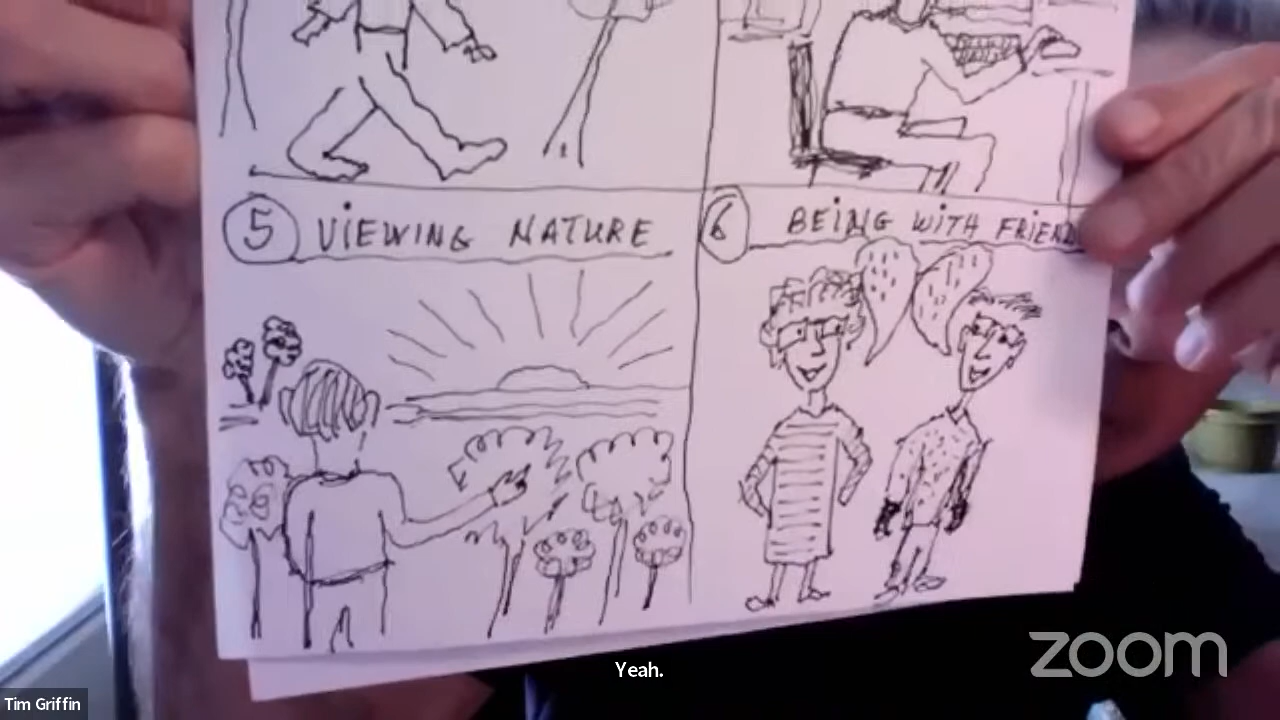 5 ViEWiNG NATURE
6 BEiNG WiTH FRiEND
Yeah.
zoom
Tim Griffin